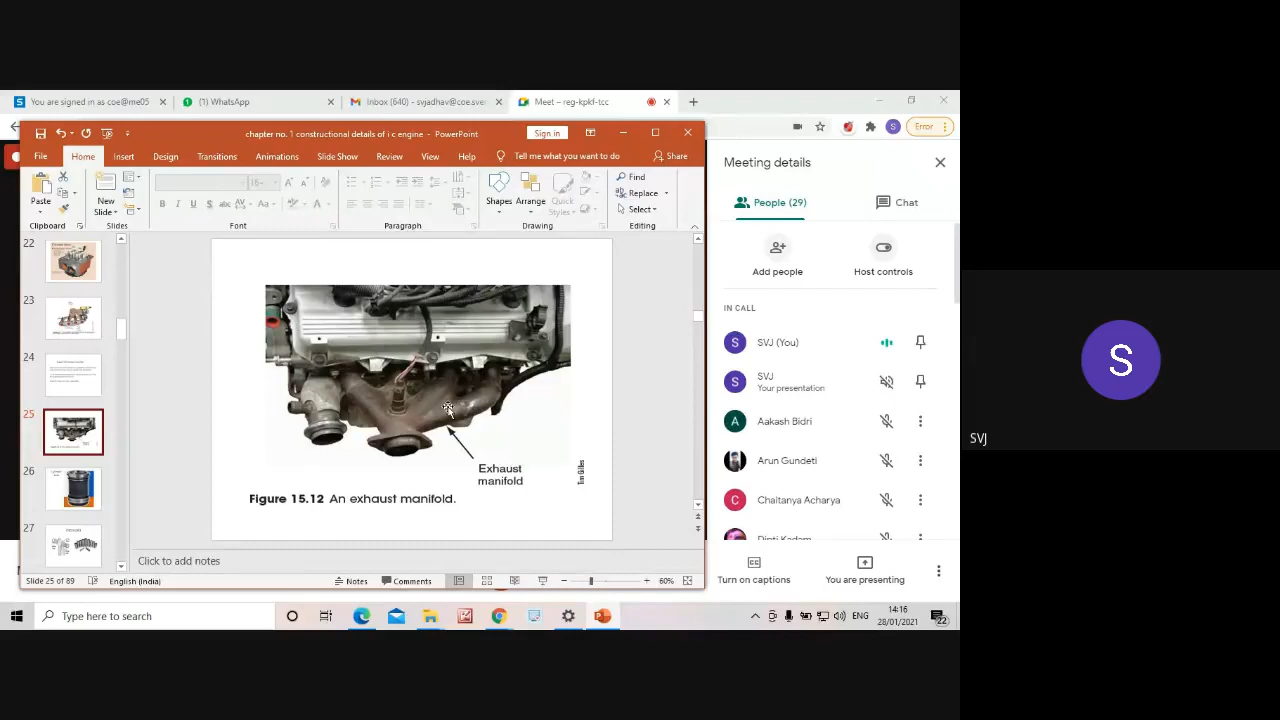 You are signed in as coe@me05
(1) WhatsApp
Inbox (640) - svjadhav@coe.sve
Meet – reg-kpkf-tcc
chapter no. 1 constructional details of i c engine - PowerPoint
Sign in
S
Error
File
Home
Insert
Design
Transitions
Animations
Slide Show
Review
View
Help
Tell me what you want to do
Share
Paste
New
Slide
Shapes
Arrange
Quick
Styles
Find
Replace
Select
Clipboard
Slides
Font
Paragraph
Drawing
Editing
22
23
24
25
26
27
Exhaust
manifold
Tim Gilles
Figure 15.12 An exhaust manifold.
Click to add notes
Slide 25 of 89
English (India)
Notes
Comments
60%
Meeting details
People (29)
Chat
Add people
Host controls
IN CALL
S
SVJ (You)
S
SVJ
Your presentation
A
Aakash Bidri
Arun Gundeti
C
Chaitanya Acharya
Dipti Kadam
Turn on captions
You are presenting
Type here to search
ENG
14:16
28/01/2021
22
S
SVJ